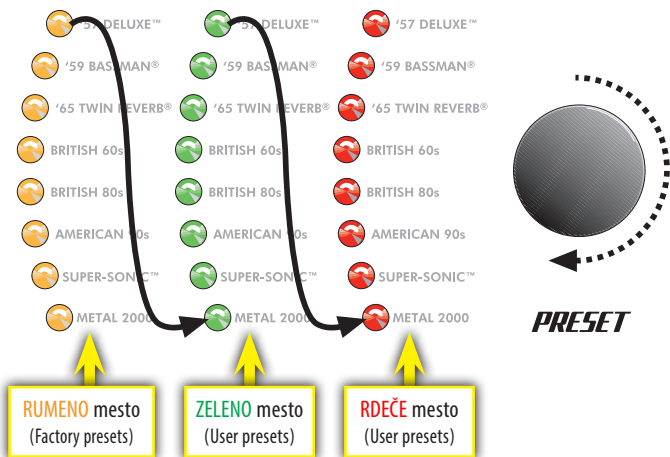 '57 DELUXE™ '57 DELUXE™ '57 DELUXE™
'59 BASSMAN® '59 BASSMAN® '59 BASSMAN®
'65 TWIN REVERB® '65 TWIN REVERB® '65 TWIN REVERB®
BRITISH 60s BRITISH 60s BRITISH 60s
BRITISH 80s BRITISH 80s BRITISH 80s
AMERICAN 90s AMERICAN 90s AMERICAN 90s
SUPER-SONIC™ SUPER-SONIC™ SUPER-SONIC™
METAL 2000 METAL 2000 METAL 2000
PRESET
RUMENO mesto
(Factory presets)
ZELENO mesto
(User presets)
RDEČE mesto
(User presets)